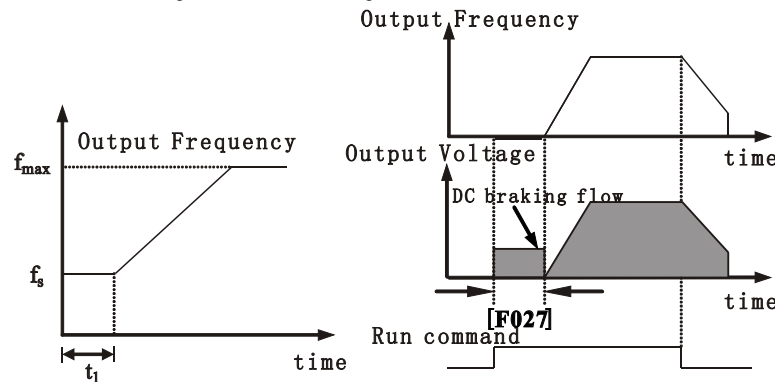 Output Frequency
fmax
fs
t1
time
Output Frequency
time
Output Voltage
DC braking flow
time
[F027]
Run command